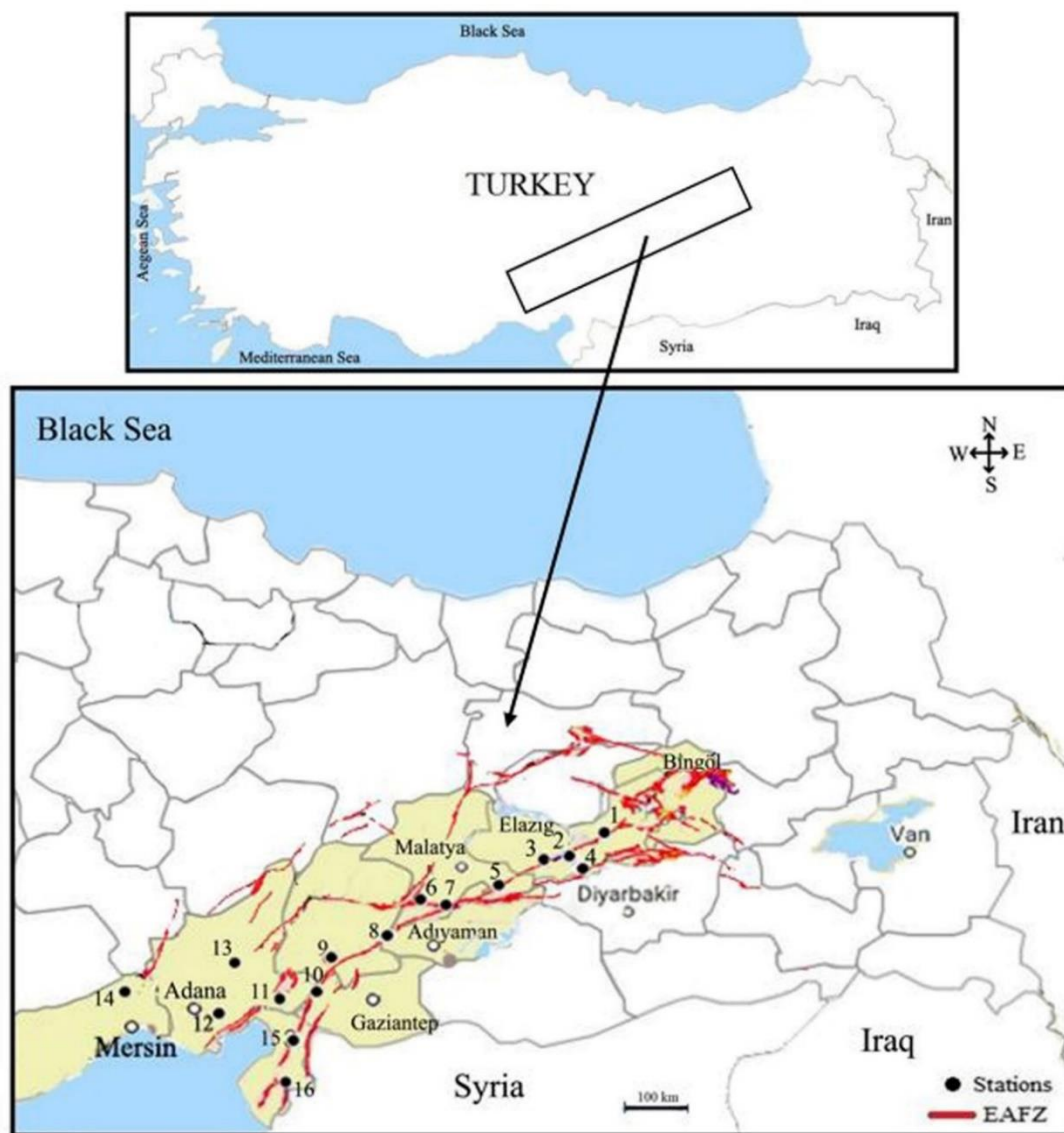 Black Sea
TURKEY
Aegean Sea
Iran
Iraq
Syria
Mediterranean Sea
Black Sea
N
W E
S
Bingöl
Elazıg
1
2
3
4
Malatya
Van
Iran
5
6
7
Diyarbakir
8
Adıyaman
9
13
10
14
Adana
11
12
Gaziantep
Mersin
15
Iraq
16
Syria
100 km
Stations
EAFZ